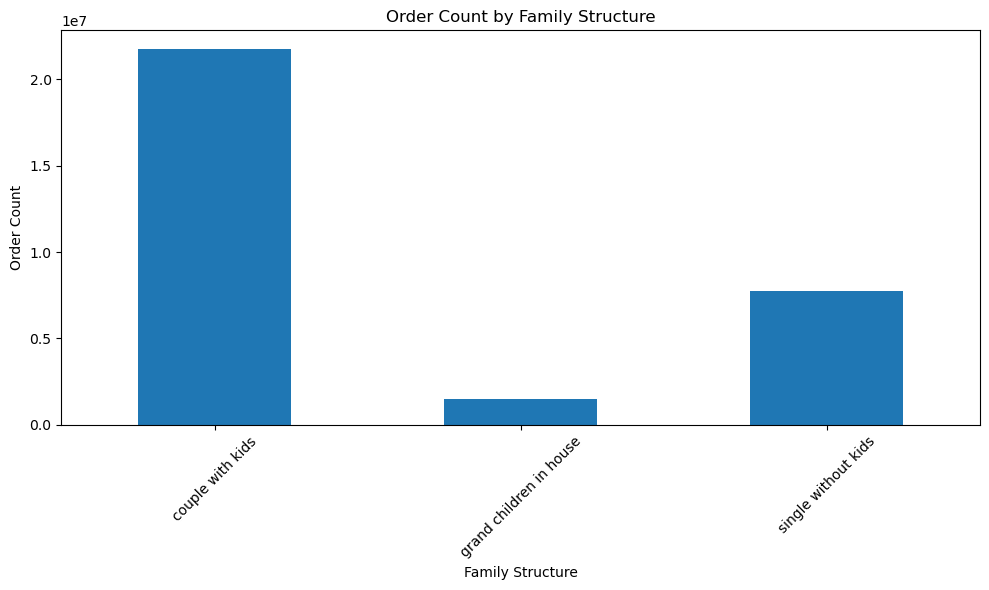 Order Count by Family Structure
1e7
2.0
1.5
1.0
0.5
0.0
Order Count
couple with kids
grand children in house
single without kids
Family Structure